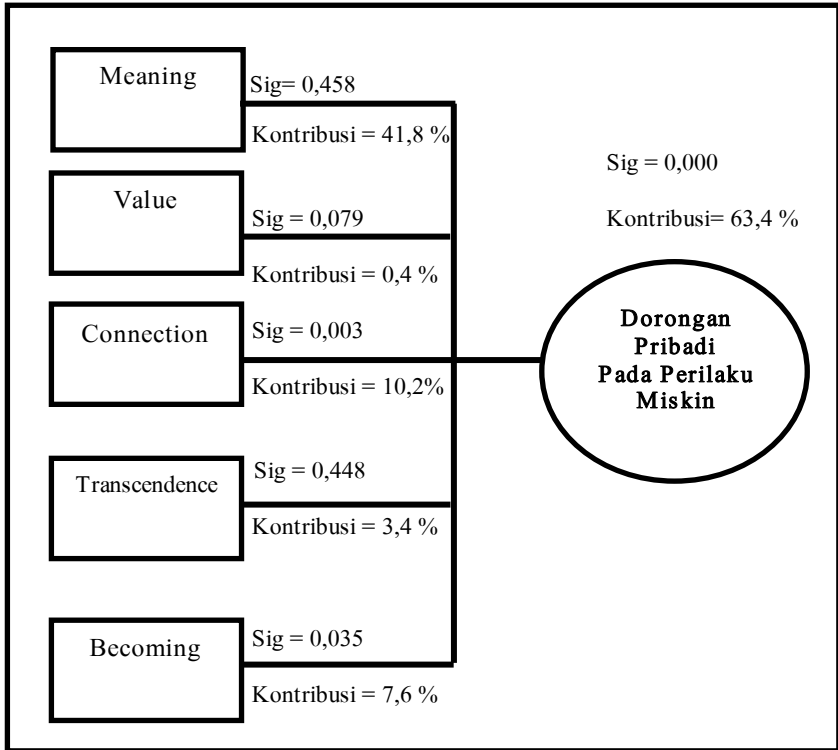 Meaning
Sig= 0,458
Kontribusi = 41,8 %
Value
Sig = 0,079
Kontribusi = 0,4 %
Connection
Sig = 0,003
Kontribusi = 10,2%
Transcendence
Sig = 0,448
Kontribusi = 3,4 %
Becoming
Sig = 0,035
Kontribusi = 7,6 %
Sig = 0,000
Kontribusi= 63,4 %
Dorongan
Pribadi
Pada Perilaku
Miskin